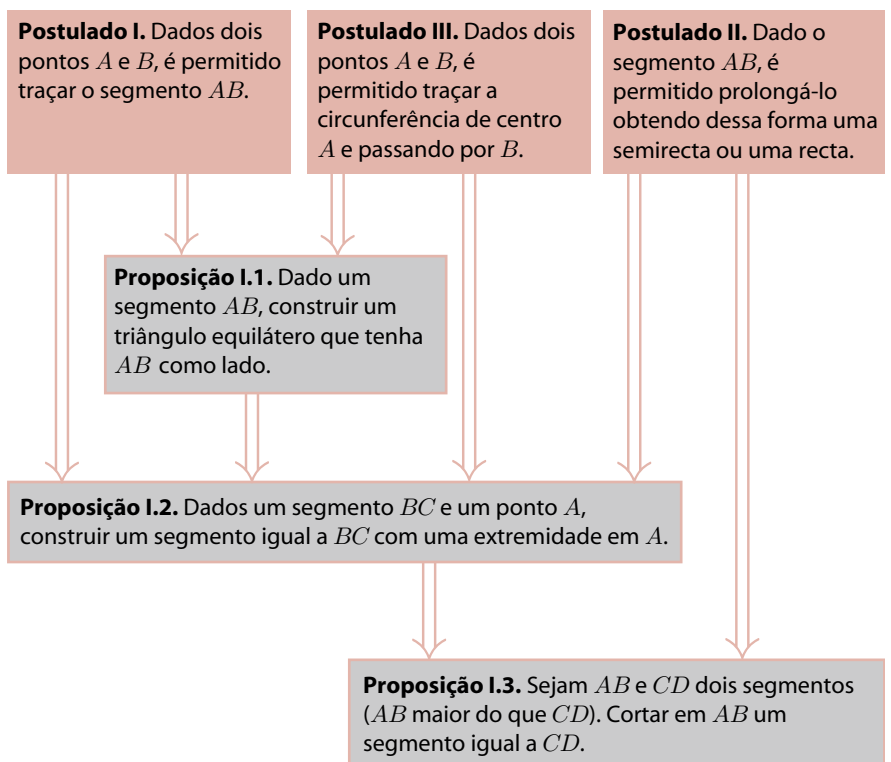 Postulado I. Dados dois
pontos A e B, é permitido
traçar o segmento AB.
Postulado III. Dados dois
pontos A e B, é
permitido traçar a
circunferência de centro
A e passando por B.
Postulado II. Dado o
segmento AB, é
permitido prolongá-lo
obtendo dessa forma uma
semirecta ou uma recta.
Proposição I.1. Dado um
segmento AB, construir um
triângulo equilátero que tenha
AB como lado.
Proposição I.2. Dados um segmento BC e um ponto A,
construir um segmento igual a BC com uma extremidade em A.
Proposição I.3. Sejam AB e CD dois segmentos
(AB maior do que CD). Cortar em AB um
segmento igual a CD.